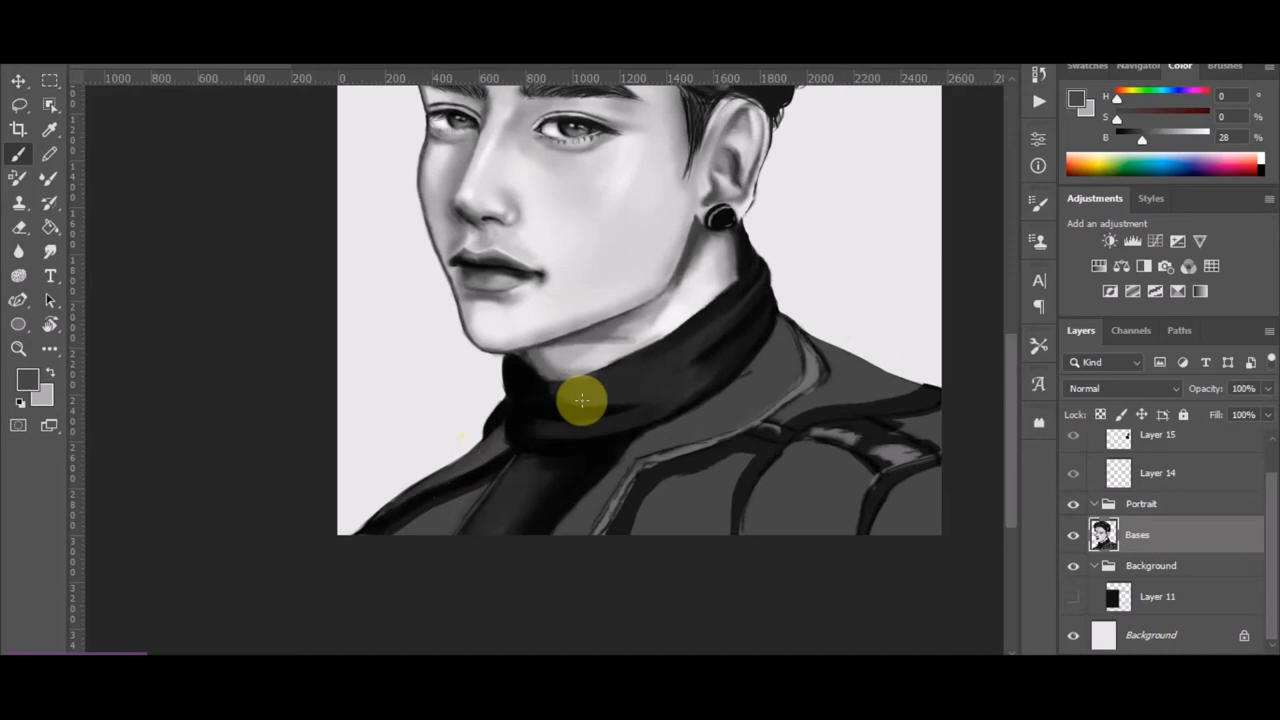 Swatches Navigator Color Brushes
1000 800 600 400 200 0 200 400 600 800 1000 1200 1400 1600 1800 2000 2200 2400 2600
H 0 °
S 0 %
B 28 %
Adjustments Styles
Add an adjustment
Layers Channels Paths
Kind
Normal Opacity: 100%
Lock: Fill: 100%
Layer 15
Layer 14
Portrait
Bases
Background
Layer 11
Background